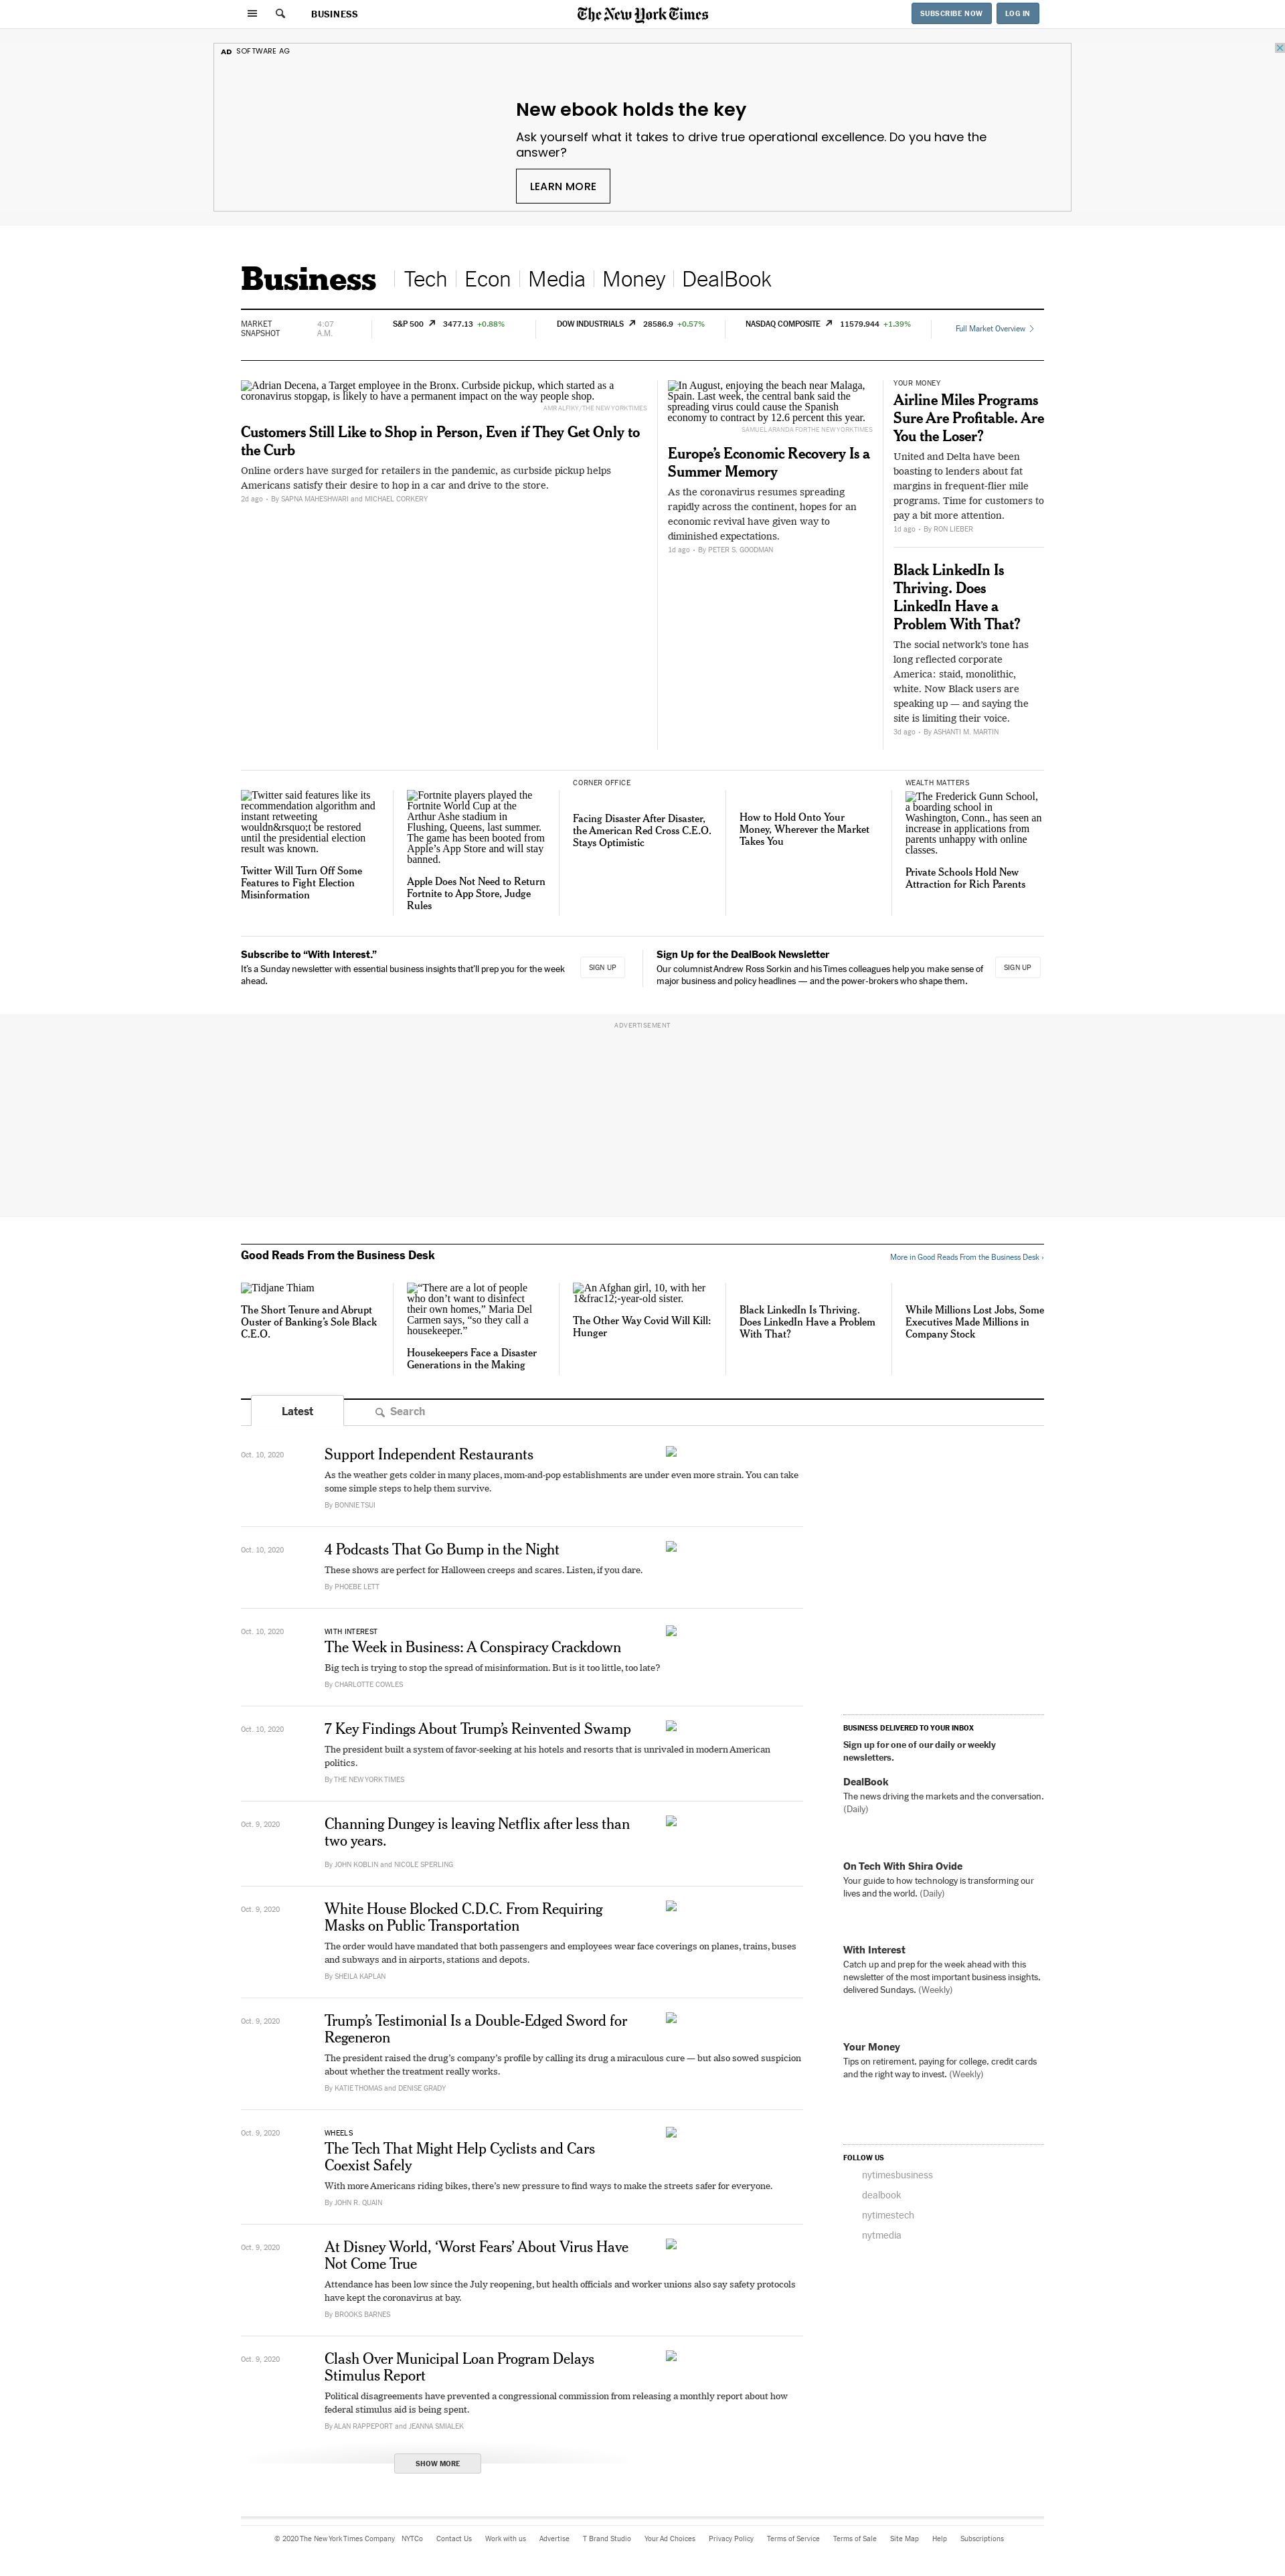 BUSINESS
The New York Times
SUBSCRIBE NOW
LOG IN
AD SOFTWARE AG
New ebook holds the key
Ask yourself what it takes to drive true operational excellence. Do you have the
answer?
LEARN MORE
Business
Tech
Econ
Media
Money
DealBook
MARKET
SNAPSHOT
4:07
A.M.
S&P 500 3477.13 +0.88%
DOW INDUSTRIALS 28586.9 +0.57%
NASDAQ COMPOSITE 11579.944 +1.39%
Full Market Overview
Adrian Decena, a Target employee in the Bronx. Curbside pickup, which started as a
coronavirus stopgap, is likely to have a permanent impact on the way people shop.
AMR ALFIKY/THE NEW YORK TIMES
Customers Still Like to Shop in Person, Even if They Get Only to
the Curb
Online orders have surged for retailers in the pandemic, as curbside pickup helps
Americans satisfy their desire to hop in a car and drive to the store.
2d ago · By SAPNA MAHESHWARI and MICHAEL CORKERY
In August, enjoying the beach near Malaga,
Spain. Last week, the central bank said the
spreading virus could cause the Spanish
economy to contract by 12.6 percent this year.
SAMUEL ARANDA FOR THE NEW YORK TIMES
Europe's Economic Recovery Is a
Summer Memory
As the coronavirus resumes spreading
rapidly across the continent, hopes for an
economic revival have given way to
diminished expectations.
1d ago · By PETER S. GOODMAN
YOUR MONEY
Airline Miles Programs
Sure Are Profitable. Are
You the Loser?
United and Delta have been
boasting to lenders about fat
margins in frequent-flier mile
programs. Time for customers to
pay a bit more attention.
1d ago · By RON LIEBER
Black LinkedIn Is
Thriving. Does
LinkedIn Have a
Problem With That?
The social network's tone has
long reflected corporate
America: staid, monolithic,
white. Now Black users are
speaking up — and saying the
site is limiting their voice.
3d ago · By ASHANTI M. MARTIN
Twitter said features like its
recommendation algorithm and
instant retweeting
wouldn&rsquo;t be restored
until the presidential election
result was known.
Twitter Will Turn Off Some
Features to Fight Election
Misinformation
Fortnite players played the
Fortnite World Cup at the
Arthur Ashe stadium in
Flushing, Queens, last summer.
The game has been booted from
Apple's App Store and will stay
banned.
Apple Does Not Need to Return
Fortnite to App Store, Judge
Rules
CORNER OFFICE
Facing Disaster After Disaster,
the American Red Cross C.E.O.
Stays Optimistic
How to Hold Onto Your
Money, Wherever the Market
Takes You
WEALTH MATTERS
The Frederick Gunn School,
a boarding school in
Washington, Conn., has seen an
increase in applications from
parents unhappy with online
classes.
Private Schools Hold New
Attraction for Rich Parents
Subscribe to “With Interest.”
It's a Sunday newsletter with essential business insights that'll prep you for the week
ahead.
SIGN UP
Sign Up for the DealBook Newsletter
Our columnist Andrew Ross Sorkin and his Times colleagues help you make sense of
major business and policy headlines — and the power-brokers who shape them.
SIGN UP
ADVERTISEMENT
Good Reads From the Business Desk
More in Good Reads From the Business Desk ›
Tidjane Thiam
The Short Tenure and Abrupt
Ouster of Banking's Sole Black
C.E.O.
“There are a lot of people
who don't want to disinfect
their own homes,” Maria Del
Carmen says, “so they call a
housekeeper.”
Housekeepers Face a Disaster
Generations in the Making
An Afghan girl, 10, with her
1&frac12;-year-old sister.
The Other Way Covid Will Kill:
Hunger
Black LinkedIn Is Thriving.
Does LinkedIn Have a Problem
With That?
While Millions Lost Jobs, Some
Executives Made Millions in
Company Stock
Latest
Search
Oct. 10, 2020
Support Independent Restaurants
As the weather gets colder in many places, mom-and-pop establishments are under even more strain. You can take
some simple steps to help them survive.
By BONNIE TSUI
Oct. 10, 2020
4 Podcasts That Go Bump in the Night
These shows are perfect for Halloween creeps and scares. Listen, if you dare.
By PHOEBE LETT
Oct. 10, 2020
WITH INTEREST
The Week in Business: A Conspiracy Crackdown
Big tech is trying to stop the spread of misinformation. But is it too little, too late?
By CHARLOTTE COWLES
Oct. 10, 2020
7 Key Findings About Trump's Reinvented Swamp
The president built a system of favor-seeking at his hotels and resorts that is unrivaled in modern American
politics.
By THE NEW YORK TIMES
Oct. 9, 2020
Channing Dungey is leaving Netflix after less than
two years.
By JOHN KOBLIN and NICOLE SPERLING
Oct. 9, 2020
White House Blocked C.D.C. From Requiring
Masks on Public Transportation
The order would have mandated that both passengers and employees wear face coverings on planes, trains, buses
and subways and in airports, stations and depots.
By SHEILA KAPLAN
Oct. 9, 2020
Trump's Testimonial Is a Double-Edged Sword for
Regeneron
The president raised the drug's company's profile by calling its drug a miraculous cure — but also sowed suspicion
about whether the treatment really works.
By KATIE THOMAS and DENISE GRADY
Oct. 9, 2020
WHEELS
The Tech That Might Help Cyclists and Cars
Coexist Safely
With more Americans riding bikes, there's new pressure to find ways to make the streets safer for everyone.
By JOHN R. QUAIN
Oct. 9, 2020
At Disney World, ‘Worst Fears’ About Virus Have
Not Come True
Attendance has been low since the July reopening, but health officials and worker unions also say safety protocols
have kept the coronavirus at bay.
By BROOKS BARNES
Oct. 9, 2020
Clash Over Municipal Loan Program Delays
Stimulus Report
Political disagreements have prevented a congressional commission from releasing a monthly report about how
federal stimulus aid is being spent.
By ALAN RAPPEPORT and JEANNA SMIALEK
SHOW MORE
BUSINESS DELIVERED TO YOUR INBOX
Sign up for one of our daily or weekly
newsletters.
DealBook
The news driving the markets and the conversation.
(Daily)
On Tech With Shira Ovide
Your guide to how technology is transforming our
lives and the world. (Daily)
With Interest
Catch up and prep for the week ahead with this
newsletter of the most important business insights,
delivered Sundays. (Weekly)
Your Money
Tips on retirement, paying for college, credit cards
and the right way to invest. (Weekly)
FOLLOW US
nytimesbusiness
dealbook
nytimestech
nytmedia
© 2020 The New York Times Company NYTCo Contact Us Work with us Advertise T Brand Studio Your Ad Choices Privacy Policy Terms of Service Terms of Sale Site Map Help Subscriptions